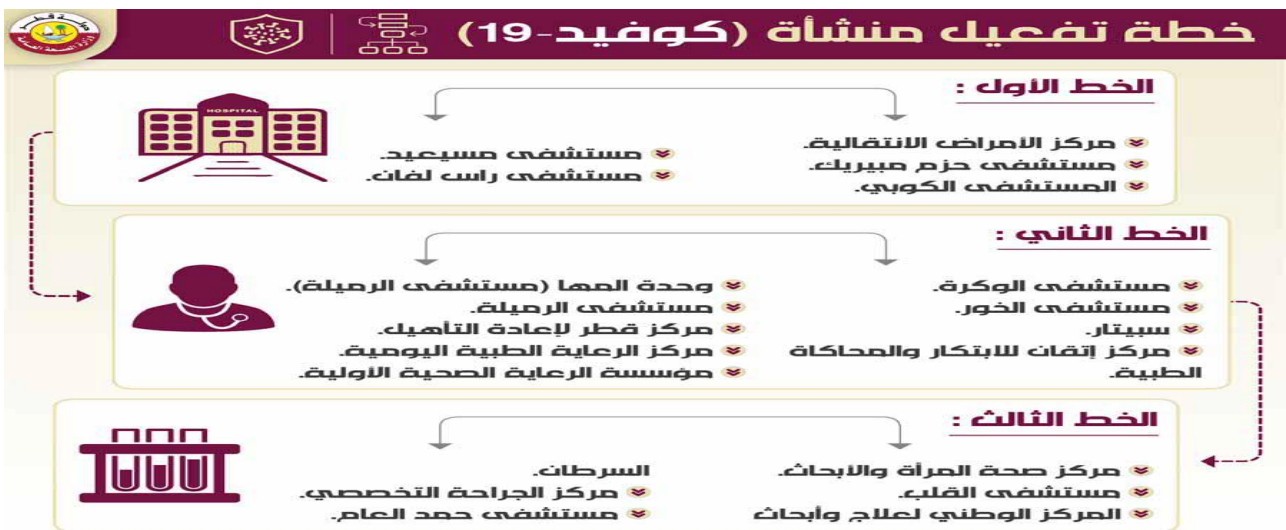 خطة تفعيل منشأة (كوفيد-19)
الخط الأول :
مركز الأمراض الانتقالية.
مستشفى حزم مبيريك.
المستشفى الكوبي.
مستشفى مسيعيد.
مستشفى راس لفان.
HOSPITAL
الخط الثاني :
مستشفى الوكرة.
مستشفى الخور.
سبيتار.
مركز إتقان للابتكار والمحاكاة
الطبية.
وحدة المها (مستشفى الرميلة).
مستشفى الرميلة.
مركز قطر لإعادة التأهيل.
مركز الرعاية الطبية اليومية.
مؤسسة الرعاية الصحية الأولية.
الخط الثالث :
مركز صحة المرأة والأبحاث.
مستشفى القلب.
المركز الوطني لعلاج وأبحاث
السرطان.
مركز الجراحة التخصصي.
مستشفى حمد العام.